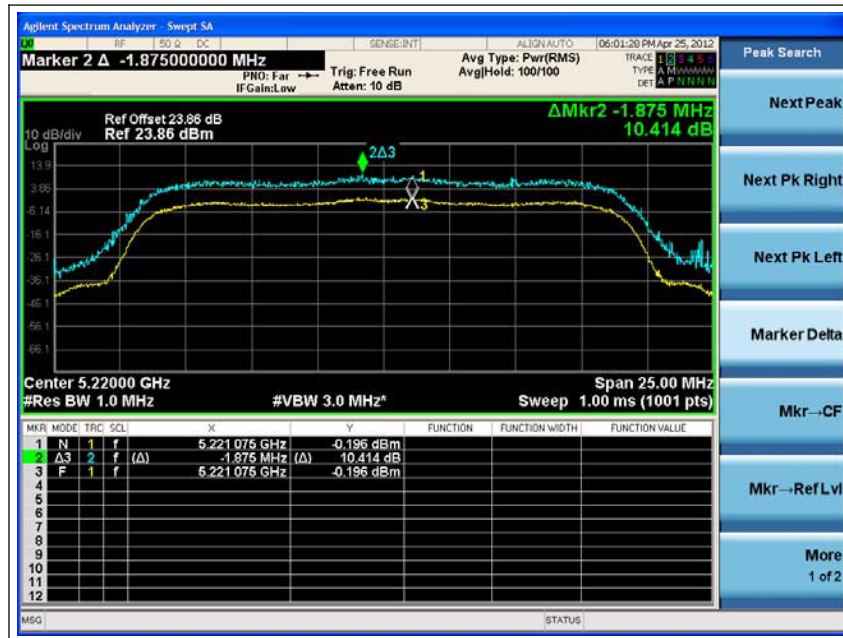 Agilent Spectrum Analyzer - Swept SA
RF 50 Ω DC SENSE:INT ALIGN AUTO 06:01:20 PM Apr 25, 2012
Marker 2 Δ -1.875000000 MHz
PNO: Far Trig: Free Run
IFGain:Low Atten: 10 dB
Avg Type: Pwr(RMS)
Avg|Hold: 100/100
TRACE 1 2 3 4 5 6
TYPE A M
DET A P N N N N
Ref Offset 23.86 dB
10 dB/div Ref 23.86 dBm
Log
ΔMkr2 -1.875 MHz
10.414 dB
2Δ3
1
3
13.9
3.86
-6.14
-16.1
-26.1
-36.1
-46.1
-56.1
-66.1
Center 5.22000 GHz Span 25.00 MHz
#Res BW 1.0 MHz #VBW 3.0 MHz* Sweep 1.00 ms (1001 pts)
MKR MODE TRC SCL X Y FUNCTION FUNCTION WIDTH FUNCTION VALUE
1 N 1 f 5.221 075 GHz -0.196 dBm
2 Δ3 2 f (Δ) -1.875 MHz (Δ) 10.414 dB
3 F 1 f 5.221 075 GHz -0.196 dBm
4
5
6
7
8
9
10
11
12
MSG STATUS
Peak Search
Next Peak
Next Pk Right
Next Pk Left
Marker Delta
Mkr→CF
Mkr→Ref Lvl
More
1 of 2